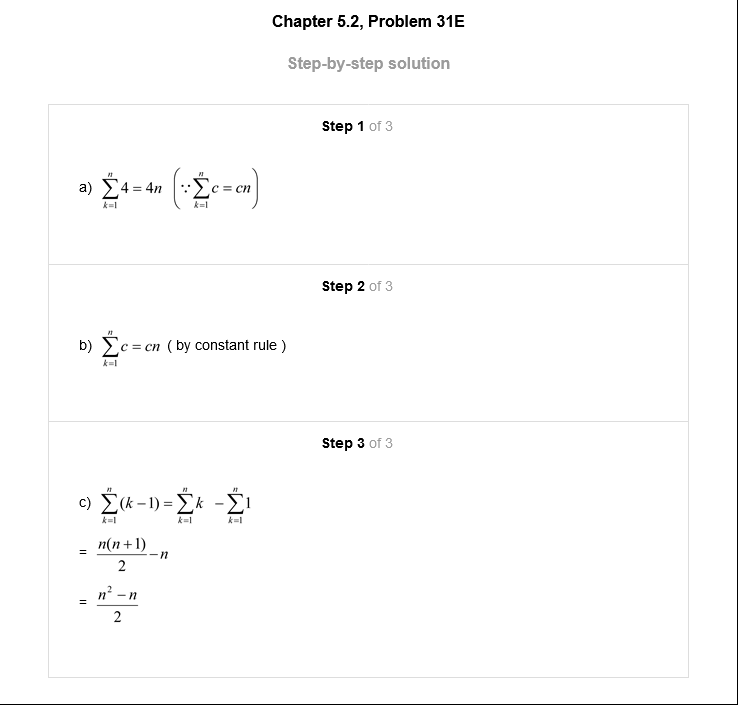 Chapter 5.2, Problem 31E
Step-by-step solution
Step 1 of 3
a) $\sum_{k=1}^{n} 4 = 4n \left( \because \sum_{k=1}^{n} c = cn \right)$
Step 2 of 3
b) $\sum_{k=1}^{n} c = cn$ ( by constant rule )
Step 3 of 3
c) $\sum_{k=1}^{n} (k-1) = \sum_{k=1}^{n} k - \sum_{k=1}^{n} 1$
$= \frac{n(n+1)}{2} - n$
$= \frac{n^2 - n}{2}$